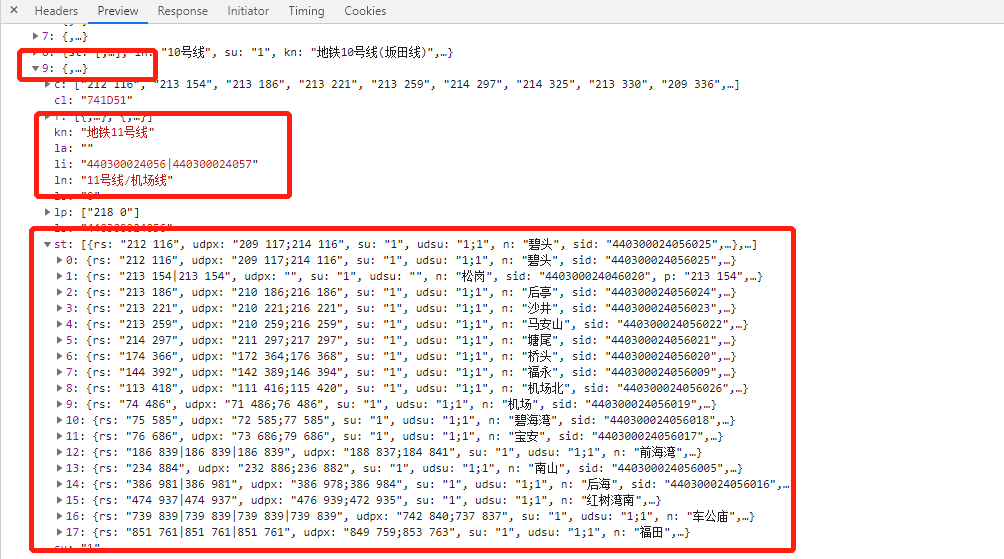 × Headers Preview Response Initiator Timing Cookies
▶7: {,…}
"10号线", su: "1", kn: "地铁10号线(坂田线)",…}
▼9: {,…}
▶c: ["212 116", "213 154", "213 186", "213 221", "213 259", "214 297", "214 325", "213 330", "209 336",…]
cl: "741D51"
kn: "地铁11号线"
la: ""
li: "440300024056|440300024057"
ln: "11号线/机场线"
▶lp: ["218 0"]
▼st: [{rs: "212 116", udpx: "209 117;214 116", su: "1", udsu: "1;1", n: "碧头", sid: "440300024056025",…},…]
▶0: {rs: "212 116", udpx: "209 117;214 116", su: "1", udsu: "1;1", n: "碧头", sid: "440300024056025",…}
▶1: {rs: "213 154|213 154", udpx: "", su: "1", udsu: "", n: "松岗", sid: "440300024046020", p: "213 154",…}
▶2: {rs: "213 186", udpx: "210 186;216 186", su: "1", udsu: "1;1", n: "后亭", sid: "440300024056024",…}
▶3: {rs: "213 221", udpx: "210 221;216 221", su: "1", udsu: "1;1", n: "沙井", sid: "440300024056023",…}
▶4: {rs: "213 259", udpx: "210 259;216 259", su: "1", udsu: "1;1", n: "马安山", sid: "440300024056022",…}
▶5: {rs: "214 297", udpx: "211 297;217 297", su: "1", udsu: "1;1", n: "塘尾", sid: "440300024056021",…}
▶6: {rs: "174 366", udpx: "172 364;176 368", su: "1", udsu: "1;1", n: "桥头", sid: "440300024056020",…}
▶7: {rs: "144 392", udpx: "142 389;146 394", su: "1", udsu: "1;1", n: "福永", sid: "440300024056009",…}
▶8: {rs: "113 418", udpx: "111 416;115 420", su: "1", udsu: "1;1", n: "机场北", sid: "440300024056026",…}
▶9: {rs: "74 486", udpx: "71 486;76 486", su: "1", udsu: "1;1", n: "机场", sid: "440300024056019",…}
▶10: {rs: "75 585", udpx: "72 585;77 585", su: "1", udsu: "1;1", n: "碧海湾", sid: "440300024056018",…}
▶11: {rs: "76 686", udpx: "73 686;79 686", su: "1", udsu: "1;1", n: "宝安", sid: "440300024056017",…}
▶12: {rs: "186 839|186 839|186 839", udpx: "188 837;184 841", su: "1", udsu: "1;1", n: "前海湾",…}
▶13: {rs: "234 884", udpx: "232 886;236 882", su: "1", udsu: "1;1", n: "南山", sid: "440300024056005",…}
▶14: {rs: "386 981|386 981", udpx: "386 978;386 984", su: "1", udsu: "1;1", n: "后海", sid: "440300024056016",…
▶15: {rs: "474 937|474 937", udpx: "476 939;472 935", su: "1", udsu: "1;1", n: "红树湾南",…}
▶16: {rs: "739 839|739 839|739 839|739 839", udpx: "742 840;737 837", su: "1", udsu: "1;1", n: "车公庙",…}
▶17: {rs: "851 761|851 761|851 761", udpx: "849 759;853 763", su: "1", udsu: "1;1", n: "福田",…}